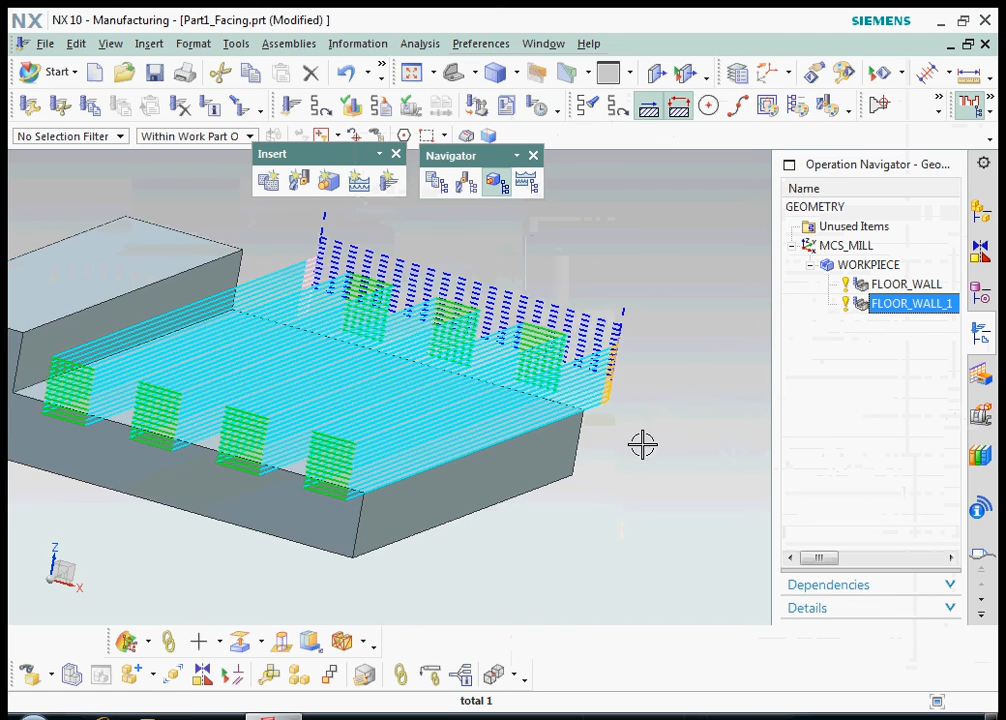 NX NX 10 - Manufacturing - [Part1_Facing.prt (Modified) ] SIEMENS
File Edit View Insert Format Tools Assemblies Information Analysis Preferences Window Help
Start
No Selection Filter Within Work Part O
Insert Navigator
Operation Navigator - Geo...
Name
GEOMETRY
Unused Items
MCS_MILL
WORKPIECE
FLOOR_WALL
FLOOR_WALL_1
Z
X
Dependencies
Details
total 1